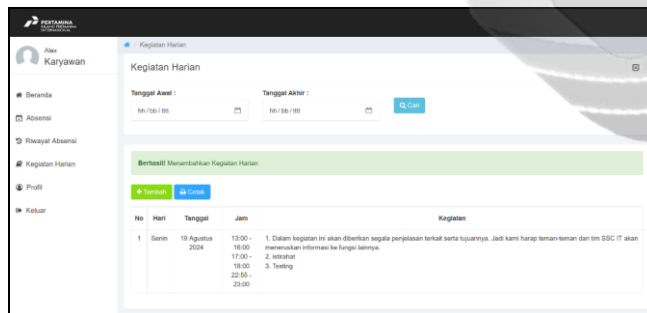 PERTAMINA
Alex
Karyawan
Beranda
Absensi
Riwayat Absensi
Kegiatan Harian
Profil
Keluar
/ Kegiatan Harian
Kegiatan Harian
Tanggal Awal : Tanggal Akhir :
hh / bb / tttt hh / bb / tttt Cari
Berhasil! Menambahkan Kegiatan Harian
+ Tambah Cetak
No Hari Tanggal Jam Kegiatan
1 Senin 19 Agustus 2024 13:00 - 16:00 17:00 - 18:00 22:55 - 23:00
1. Dalam kegiatan ini akan diberikan segala penjelasan terkait serta tujuannya. Jadi kami harap teman-teman dari tim SSC IT akan
meneruskan informasi ke fungsi lainnya.
2. istirahat
3. Testing